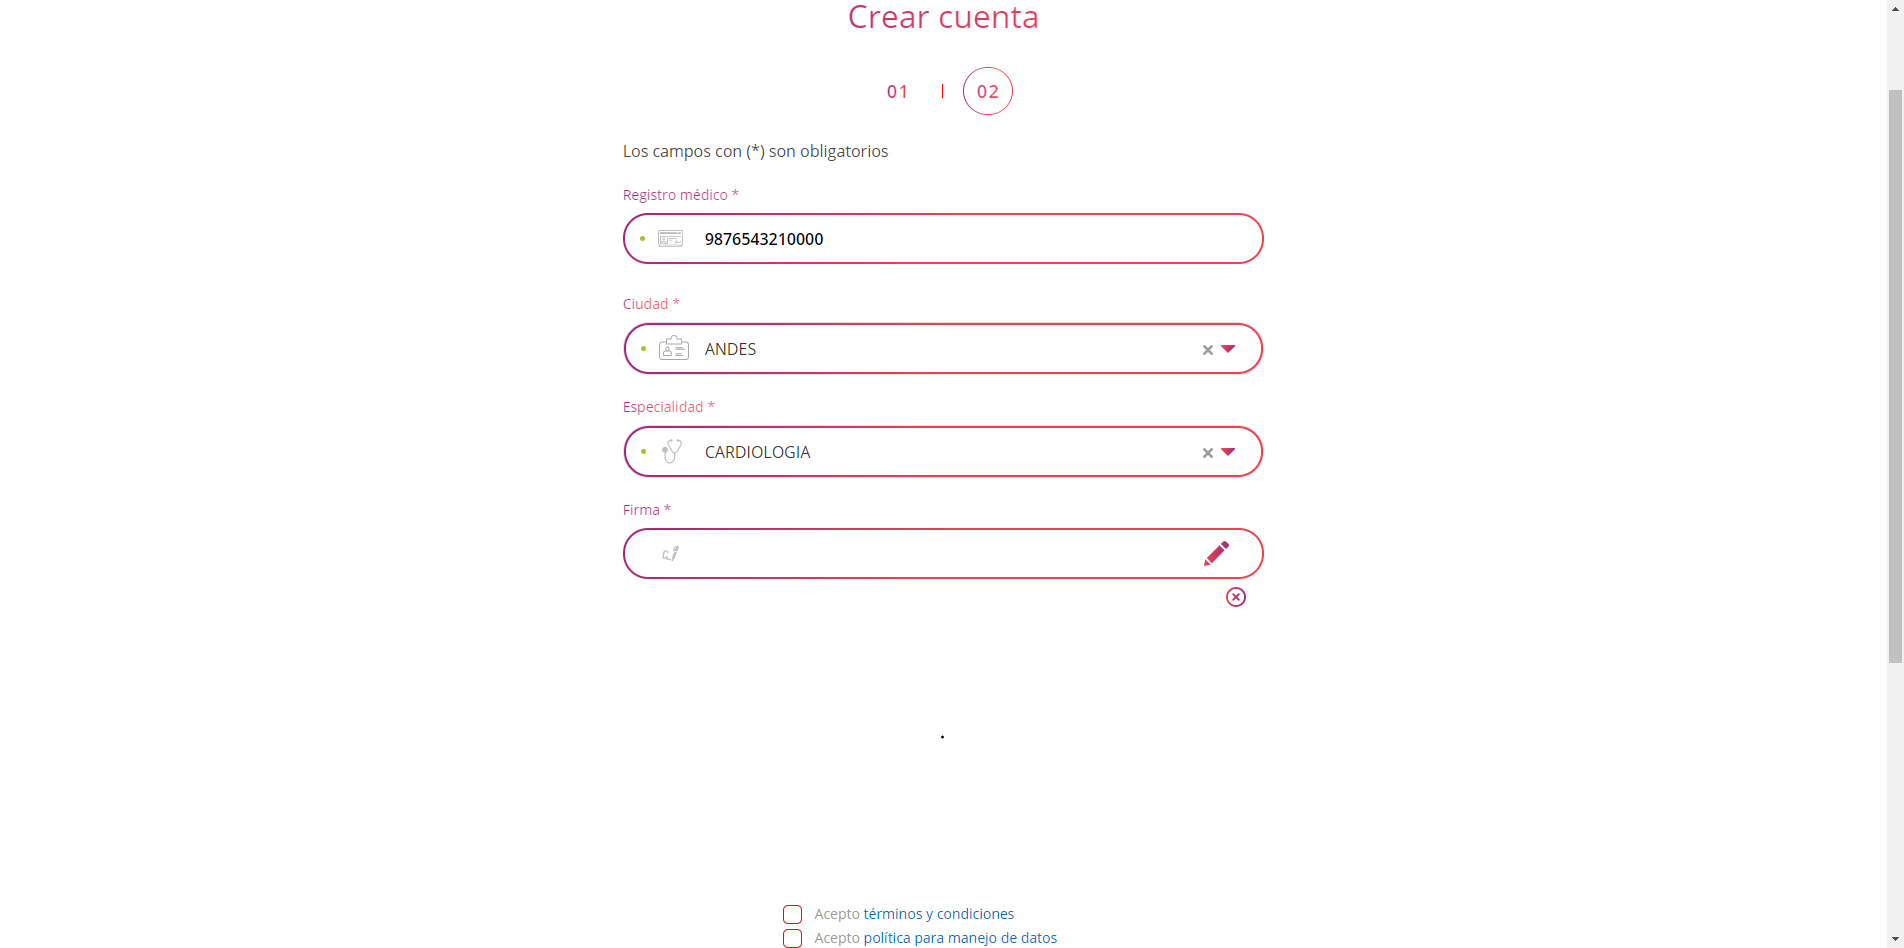 Crear cuenta
01 | 02
Los campos con (*) son obligatorios
Registro médico *
9876543210000
Ciudad *
ANDES
Especialidad *
CARDIOLOGIA
Firma *
Acepto términos y condiciones
Acepto política para manejo de datos